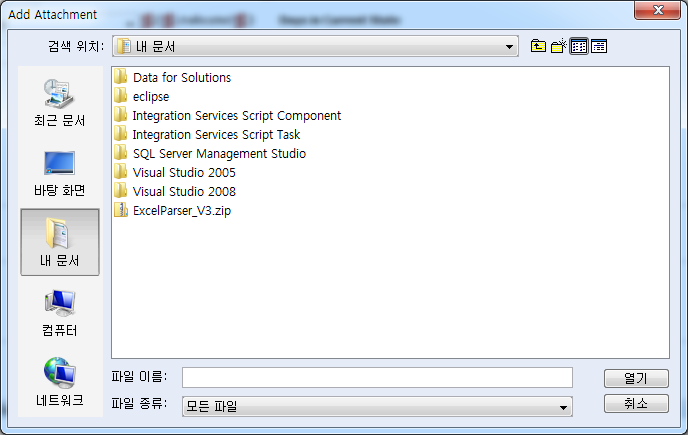 Add Attachment
검색 위치:
내 문서
최근 문서
바탕 화면
내 문서
컴퓨터
네트워크
Data for Solutions
eclipse
Integration Services Script Component
Integration Services Script Task
SQL Server Management Studio
Visual Studio 2005
Visual Studio 2008
ExcelParser_V3.zip
파일 이름:
열기
파일 종류:
모든 파일
취소